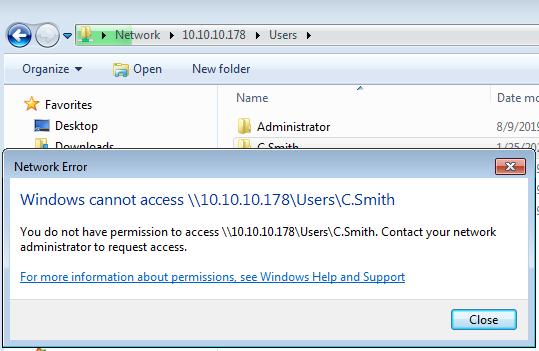 Network ▸ 10.10.10.178 ▸ Users ▸
Organize Open New folder
Favorites
Desktop
Downloads
Name Date mo
Administrator 8/9/2019
C.Smith 1/25/20
Network Error
Windows cannot access \\10.10.10.178\Users\C.Smith
You do not have permission to access \\10.10.10.178\Users\C.Smith. Contact your network
administrator to request access.
For more information about permissions, see Windows Help and Support
Close